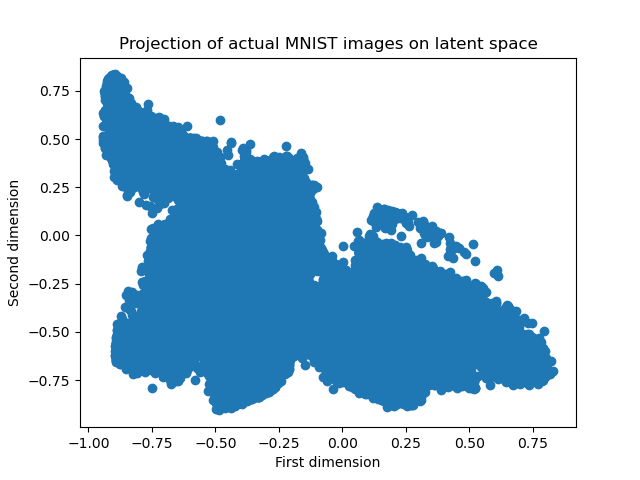 Projection of actual MNIST images on latent space
Second dimension
0.75
0.50
0.25
0.00
−0.25
−0.50
−0.75
−1.00 −0.75 −0.50 −0.25 0.00 0.25 0.50 0.75
First dimension